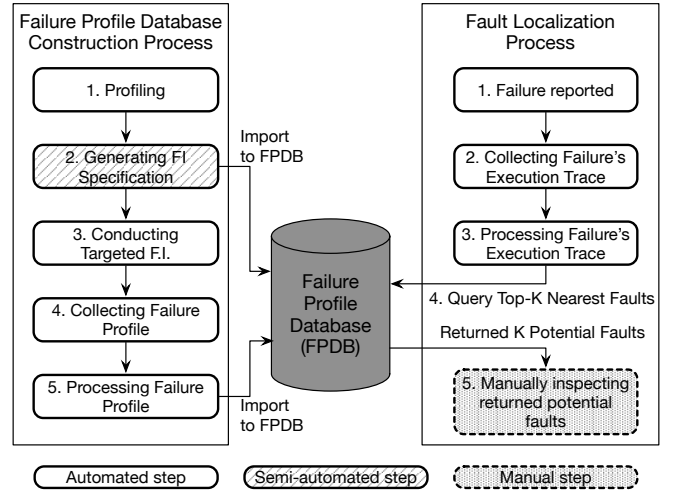 Failure Profile Database
Construction Process
1. Profiling
2. Generating FI
Specification
3. Conducting
Targeted F.I.
4. Collecting Failure
Profile
5. Processing Failure
Profile
Import
to FPDB
Import
to FPDB
Failure
Profile
Database
(FPDB)
Fault Localization
Process
1. Failure reported
2. Collecting Failure's
Execution Trace
3. Processing Failure's
Execution Trace
4. Query Top-K Nearest Faults
Returned K Potential Faults
5. Manually inspecting
returned potential
faults
Automated step
Semi-automated step
Manual step